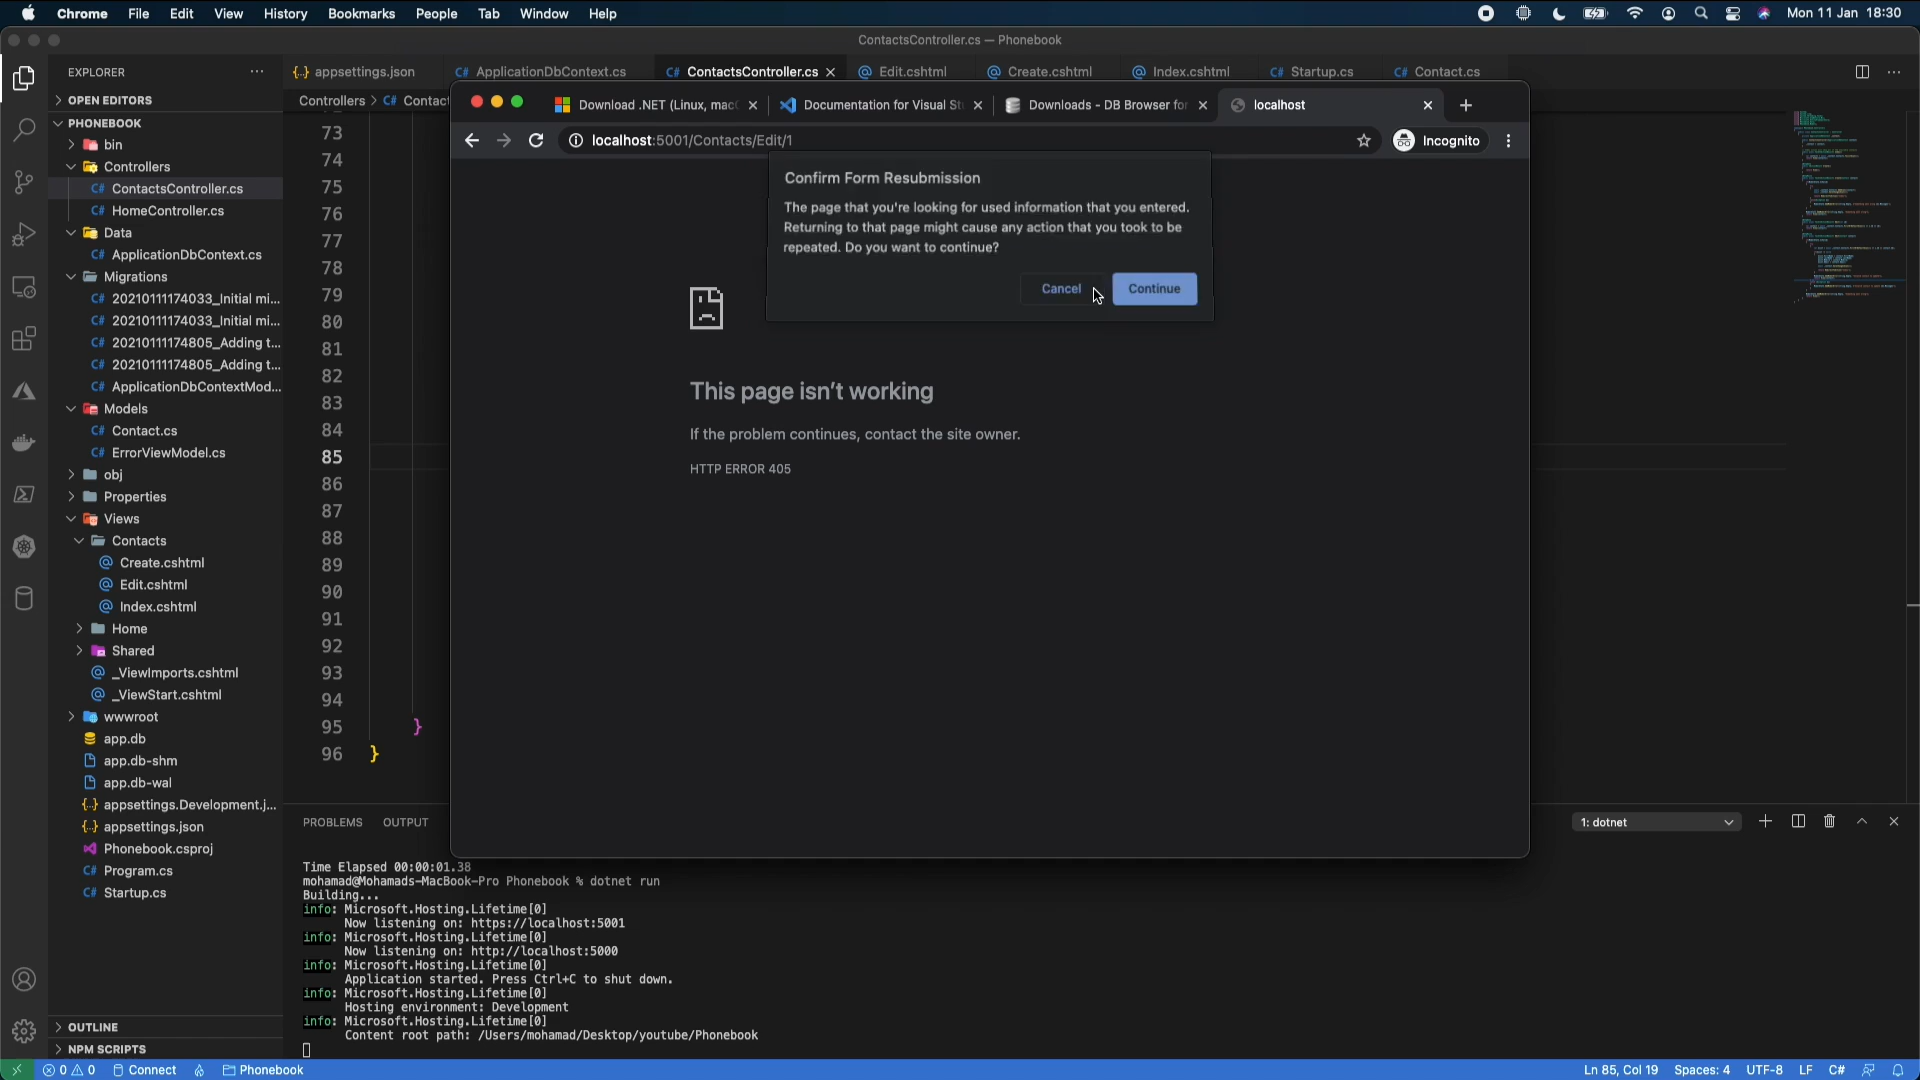 Chrome File Edit View History Bookmarks People Tab Window Help Mon 11 Jan 18:30
ContactsController.cs — Phonebook
EXPLORER
appsettings.json ApplicationDbContext.cs ContactsController.cs Edit.cshtml Create.cshtml Index.cshtml Startup.cs Contact.cs
OPEN EDITORS
Controllers > Contact
PHONEBOOK
bin
Controllers
ContactsController.cs
HomeController.cs
Data
ApplicationDbContext.cs
Migrations
20210111174033_Initial mi...
20210111174033_Initial mi...
20210111174805_Adding t...
20210111174805_Adding t...
ApplicationDbContextMod...
Models
Contact.cs
ErrorViewModel.cs
obj
Properties
Views
Contacts
Create.cshtml
Edit.cshtml
Index.cshtml
Home
Shared
_ViewImports.cshtml
_ViewStart.cshtml
wwwroot
app.db
app.db-shm
app.db-wal
appsettings.Development.j...
appsettings.json
Phonebook.csproj
Program.cs
Startup.cs
OUTLINE
NPM SCRIPTS
73
74
75
76
77
78
79
80
81
82
83
84
85
86
87
88
89
90
91
92
93
94
95 }
96 }
Download .NET (Linux, mac Documentation for Visual St Downloads - DB Browser for localhost
localhost:5001/Contacts/Edit/1 Incognito
Confirm Form Resubmission
The page that you're looking for used information that you entered.
Returning to that page might cause any action that you took to be
repeated. Do you want to continue?
Cancel Continue
This page isn't working
If the problem continues, contact the site owner.
HTTP ERROR 405
PROBLEMS OUTPUT 1: dotnet
Time Elapsed 00:00:01.38
mohamad@Mohamads-MacBook-Pro Phonebook % dotnet run
Building...
info: Microsoft.Hosting.Lifetime[0]
Now listening on: https://localhost:5001
info: Microsoft.Hosting.Lifetime[0]
Now listening on: http://localhost:5000
info: Microsoft.Hosting.Lifetime[0]
Application started. Press Ctrl+C to shut down.
info: Microsoft.Hosting.Lifetime[0]
Hosting environment: Development
info: Microsoft.Hosting.Lifetime[0]
Content root path: /Users/mohamad/Desktop/youtube/Phonebook
0 0 Connect Phonebook Ln 85, Col 19 Spaces: 4 UTF-8 LF C#